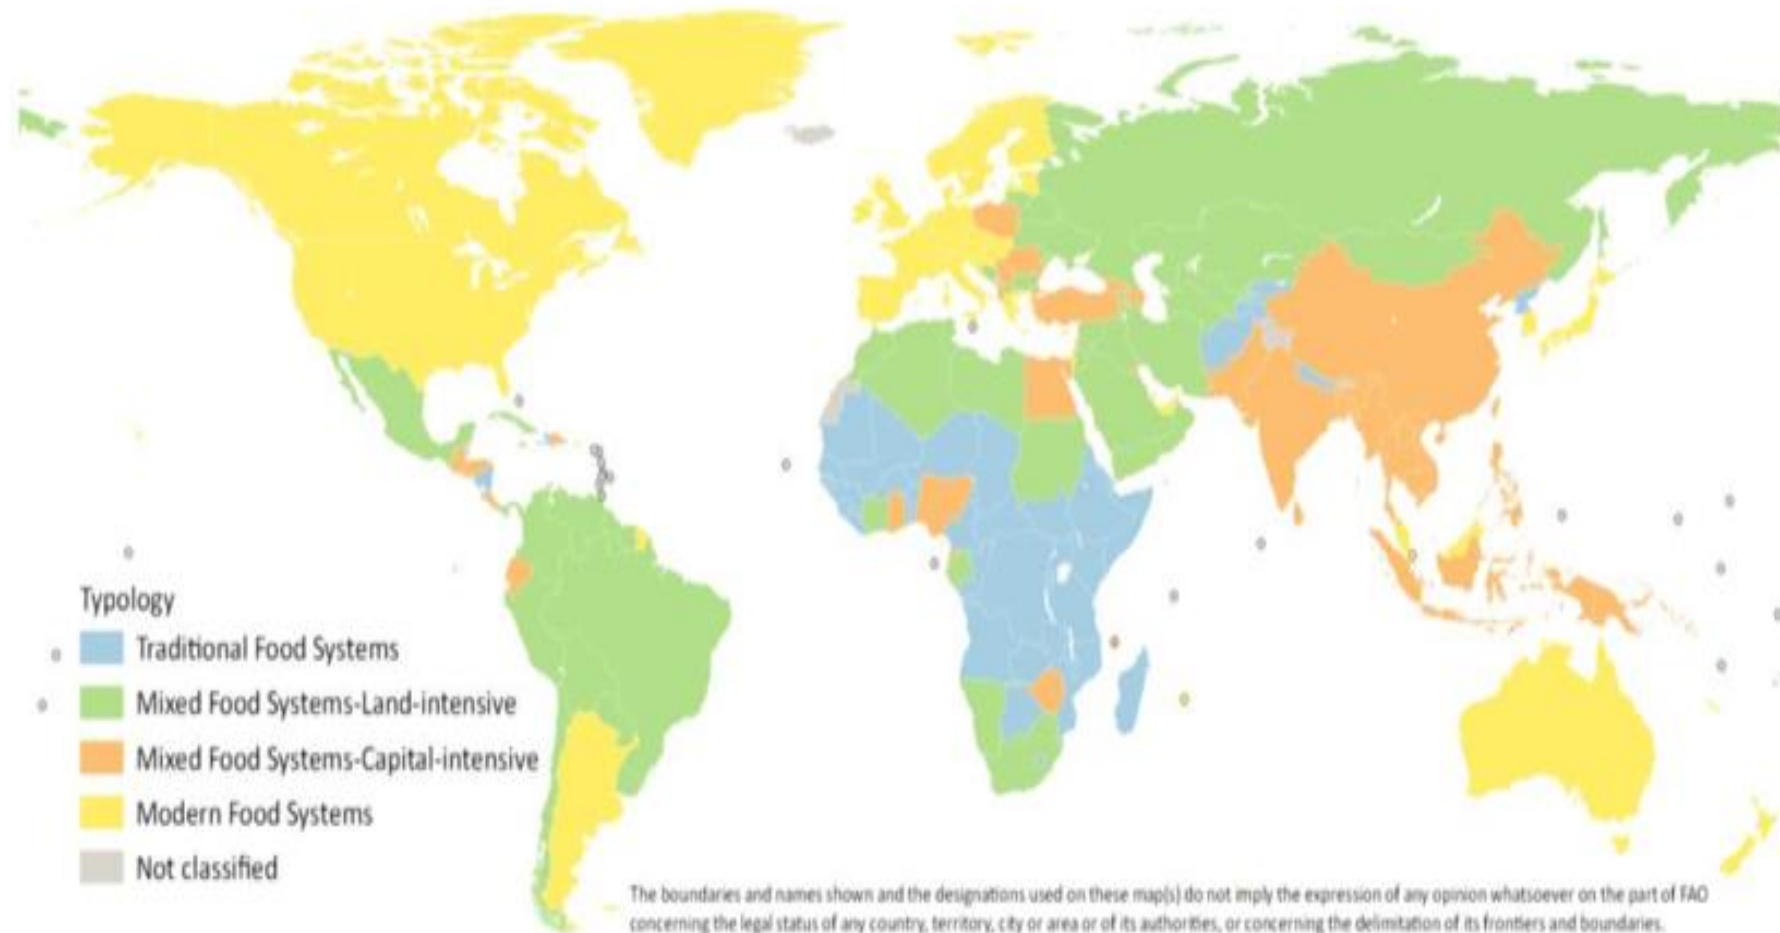 Typology
Traditional Food Systems
Mixed Food Systems-Land-intensive
Mixed Food Systems-Capital-intensive
Modern Food Systems
Not classified
The boundaries and names shown and the designations used on these map(s) do not imply the expression of any opinion whatsoever on the part of FAO
concerning the legal status of any country, territory, city or area or of its authorities, or concerning the delimitation of its frontiers and boundaries.